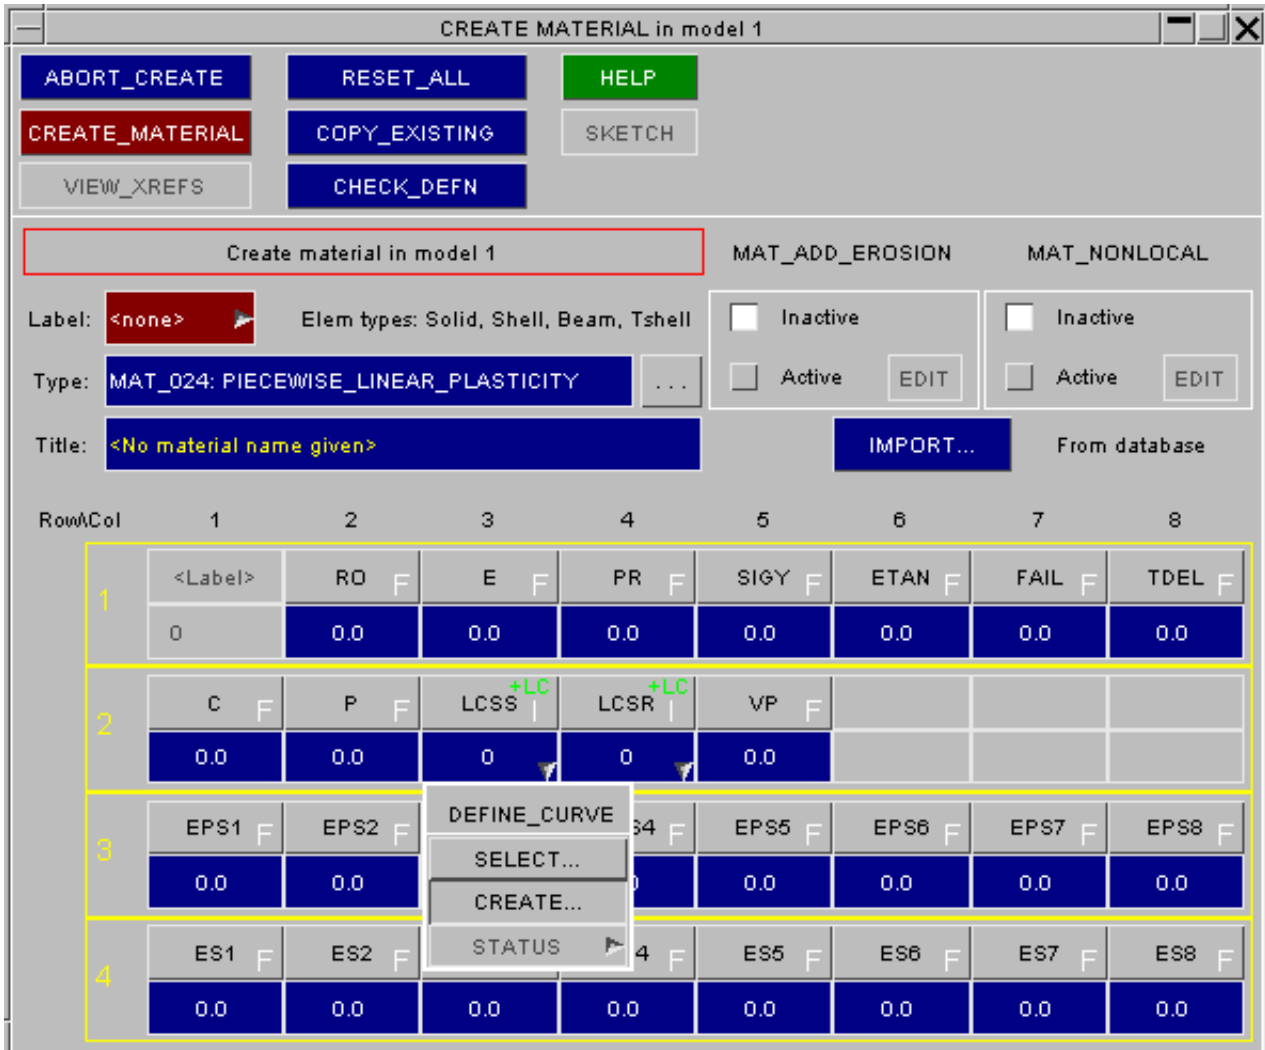 CREATE MATERIAL in model 1
ABORT_CREATE RESET_ALL HELP
CREATE_MATERIAL COPY_EXISTING SKETCH
VIEW_XREFS CHECK_DEFN
Create material in model 1 MAT_ADD_EROSION MAT_NONLOCAL
Label: <none> Elem types: Solid, Shell, Beam, Tshell Inactive Inactive
Type: MAT_024: PIECEWISE_LINEAR_PLASTICITY ... Active EDIT Active EDIT
Title: <No material name given> IMPORT... From database
Row\Col 1 2 3 4 5 6 7 8
1 <Label> RO F E F PR F SIGY F ETAN F FAIL F TDEL F
0 0.0 0.0 0.0 0.0 0.0 0.0 0.0
2 C F P F LCSS +LC I LCSR +LC I VP F
0.0 0.0 0 0 0.0
DEFINE_CURVE
SELECT...
CREATE...
STATUS
3 EPS1 F EPS2 F S4 F EPS5 F EPS6 F EPS7 F EPS8 F
0.0 0.0 0.0 0.0 0.0 0.0
4 ES1 F ES2 F 4 F ES5 F ES6 F ES7 F ES8 F
0.0 0.0 0.0 0.0 0.0 0.0 0.0 0.0